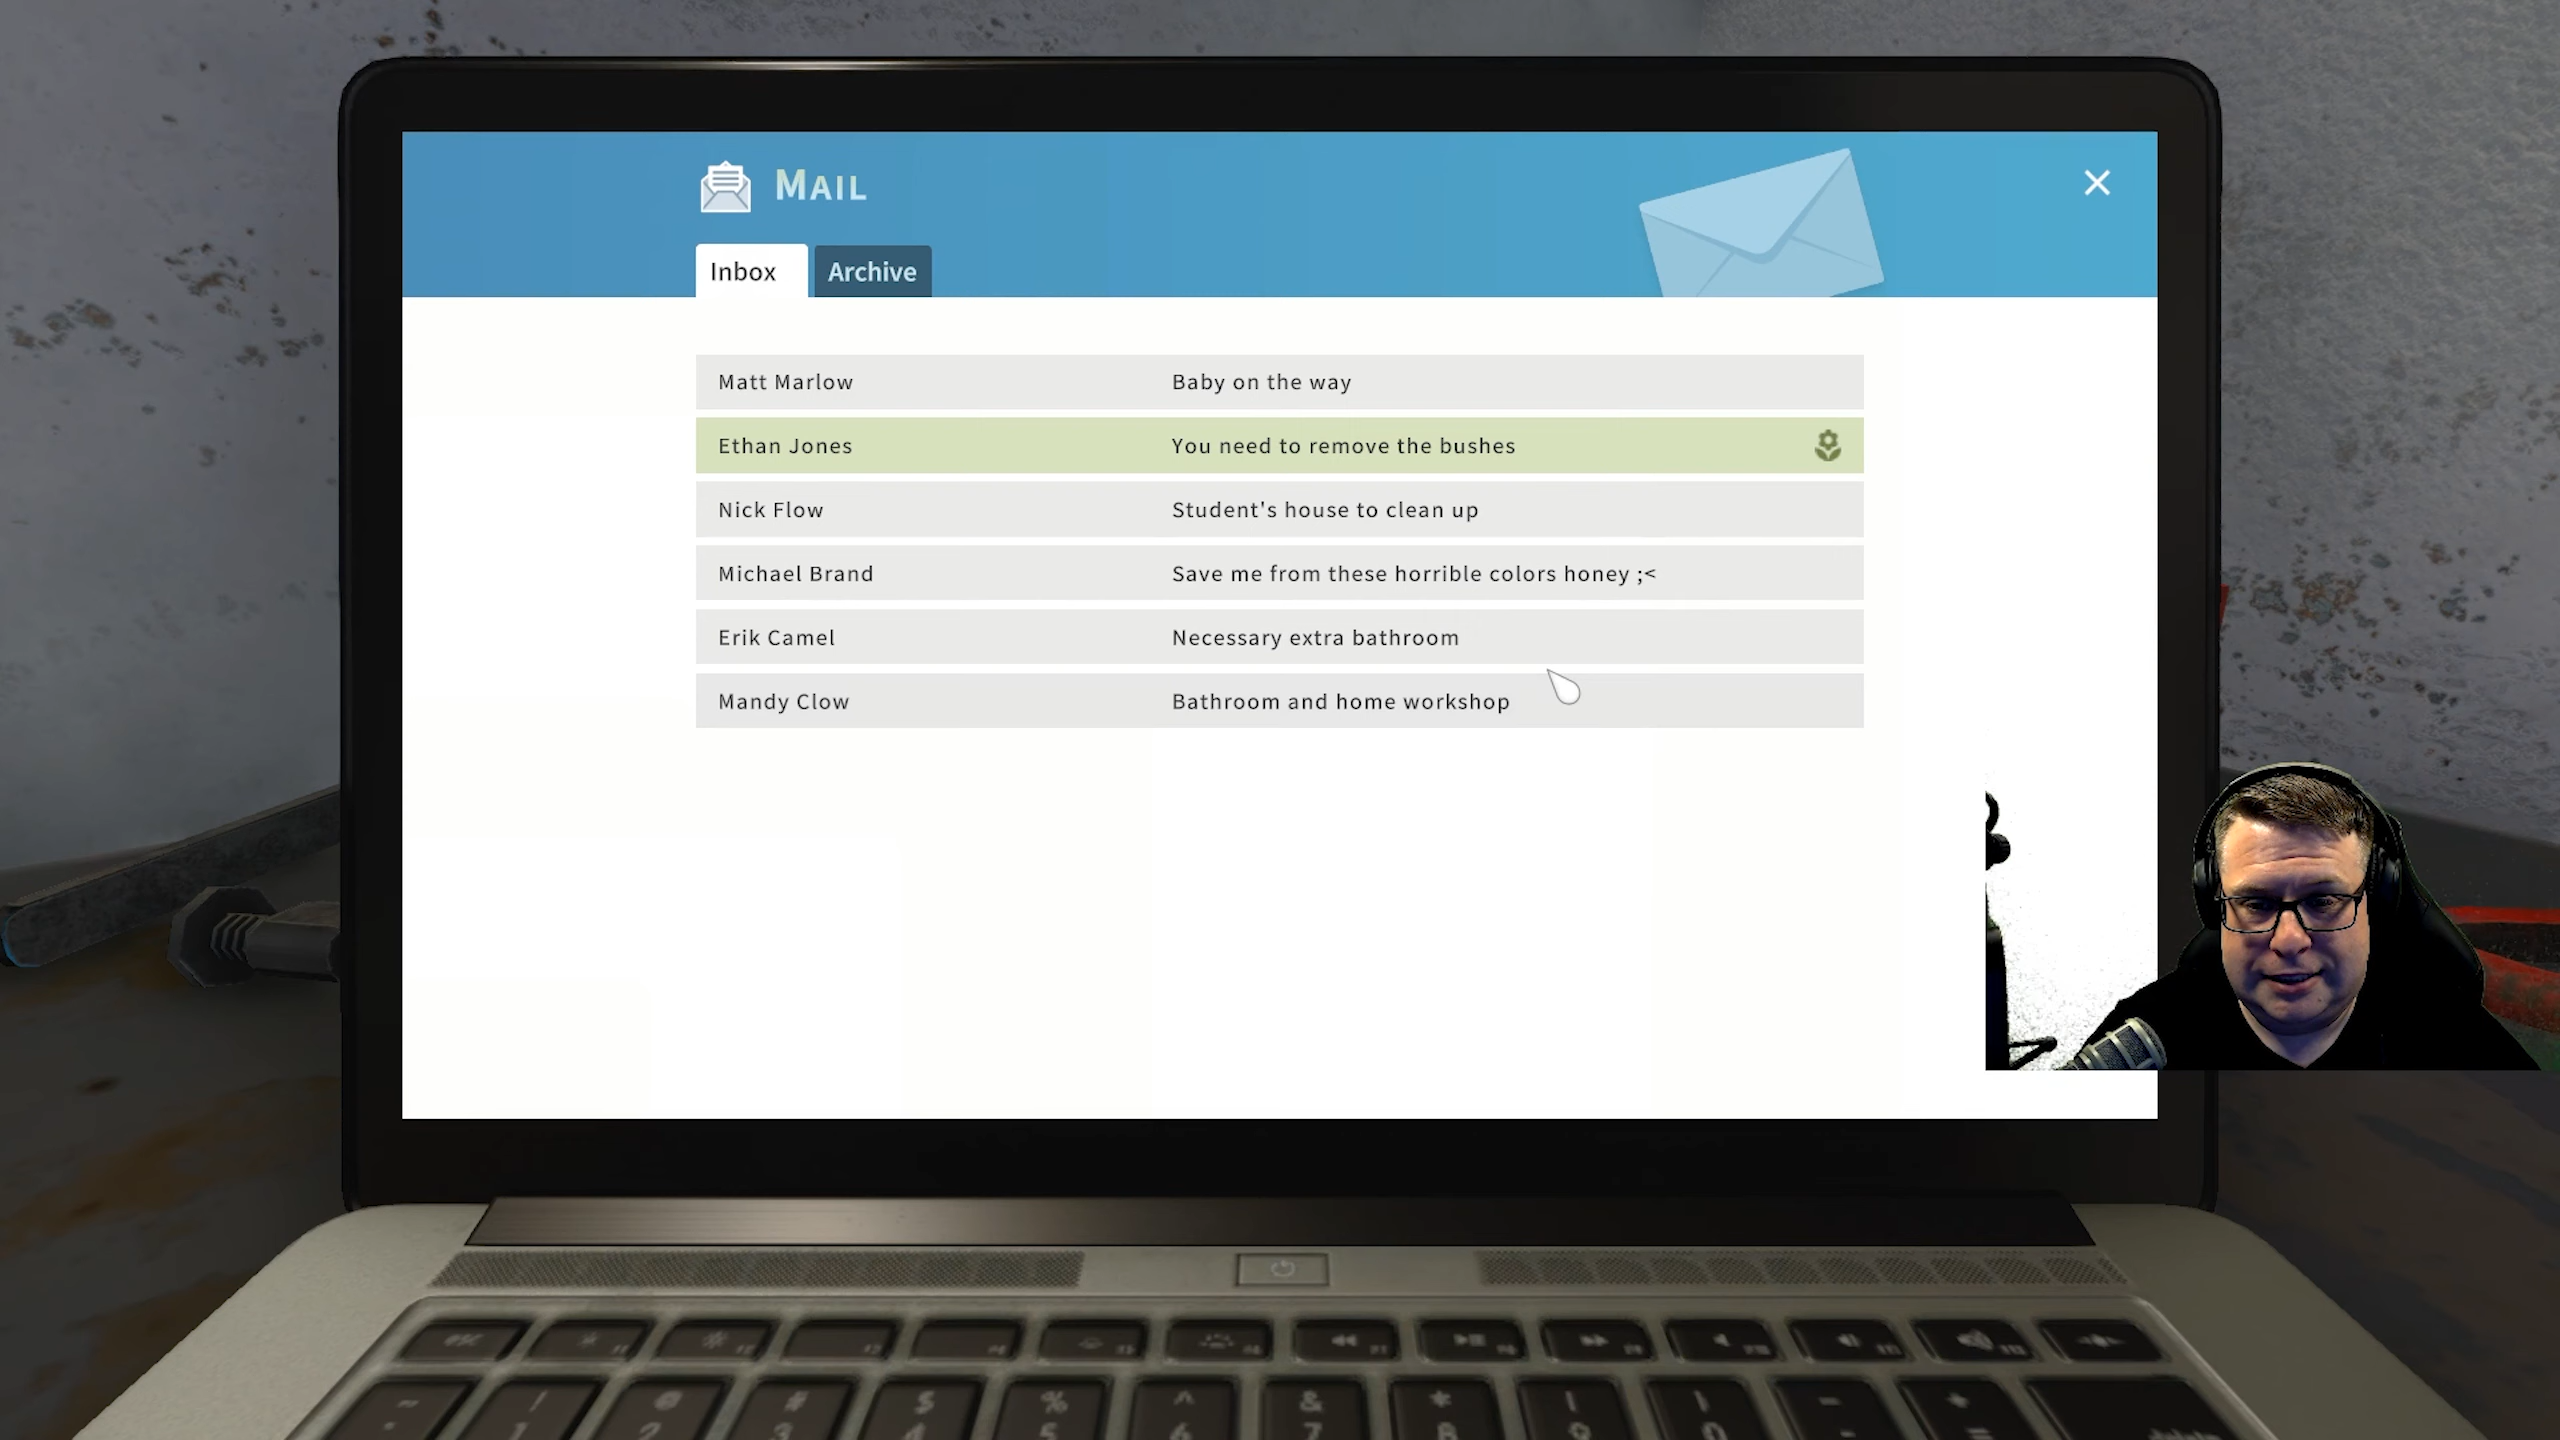 MAIL
Inbox Archive
Matt Marlow Baby on the way
Ethan Jones You need to remove the bushes
Nick Flow Student's house to clean up
Michael Brand Save me from these horrible colors honey ;<
Erik Camel Necessary extra bathroom
Mandy Clow Bathroom and home workshop